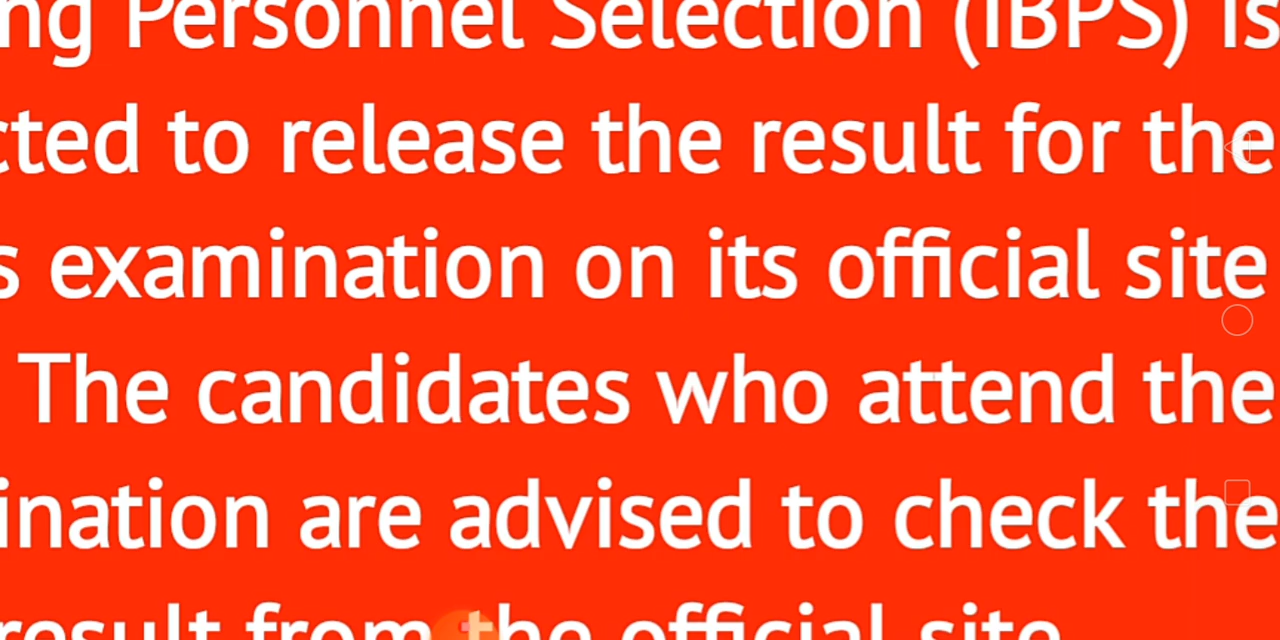 ng Personnel Selection (IBPS) is
cted to release the result for the
s examination on its official site
The candidates who attend the
ination are advised to check the
result from the official site